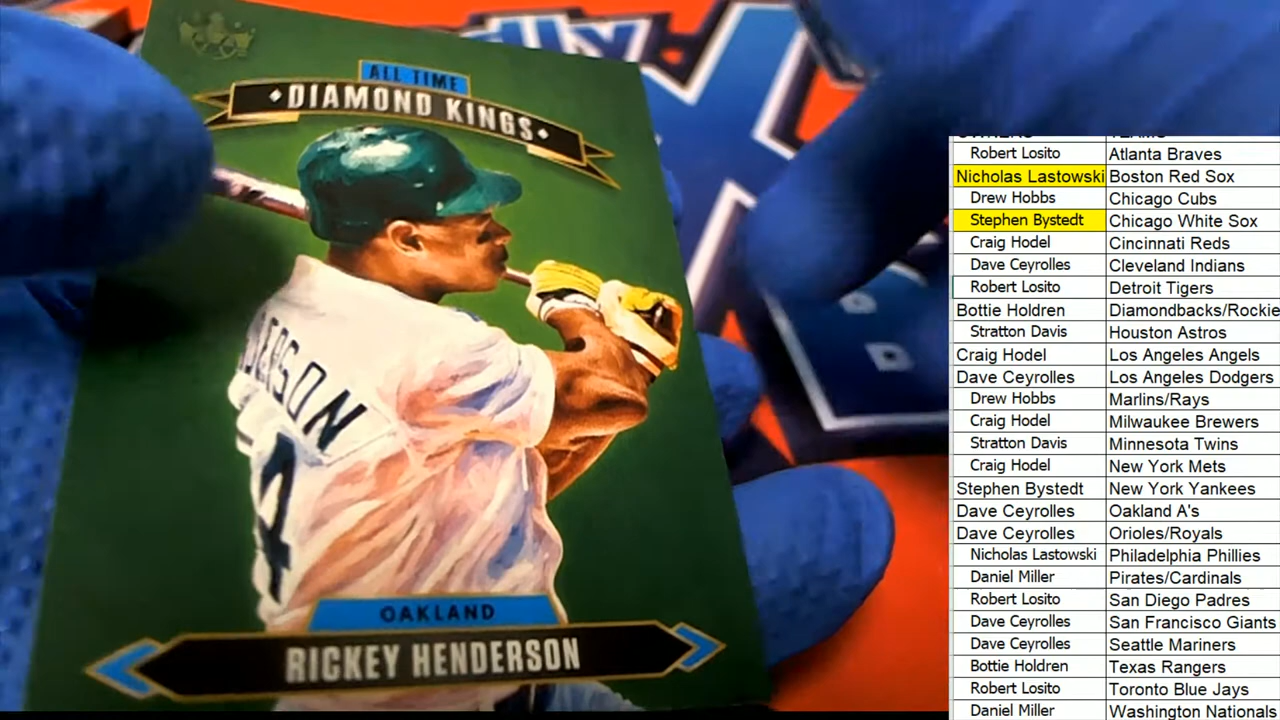 ALL TIME
DIAMOND KINGS
ERSON
4
OAKLAND
RICKEY HENDERSON
Robert Losito Atlanta Braves
Nicholas Lastowski Boston Red Sox
Drew Hobbs Chicago Cubs
Stephen Bystedt Chicago White Sox
Craig Hodel Cincinnati Reds
Dave Ceyrolles Cleveland Indians
Robert Losito Detroit Tigers
Bottie Holdren Diamondbacks/Rockie
Stratton Davis Houston Astros
Craig Hodel Los Angeles Angels
Dave Ceyrolles Los Angeles Dodgers
Drew Hobbs Marlins/Rays
Craig Hodel Milwaukee Brewers
Stratton Davis Minnesota Twins
Craig Hodel New York Mets
Stephen Bystedt New York Yankees
Dave Ceyrolles Oakland A's
Dave Ceyrolles Orioles/Royals
Nicholas Lastowski Philadelphia Phillies
Daniel Miller Pirates/Cardinals
Robert Losito San Diego Padres
Dave Ceyrolles San Francisco Giants
Dave Ceyrolles Seattle Mariners
Bottie Holdren Texas Rangers
Robert Losito Toronto Blue Jays
Daniel Miller Washington Nationals